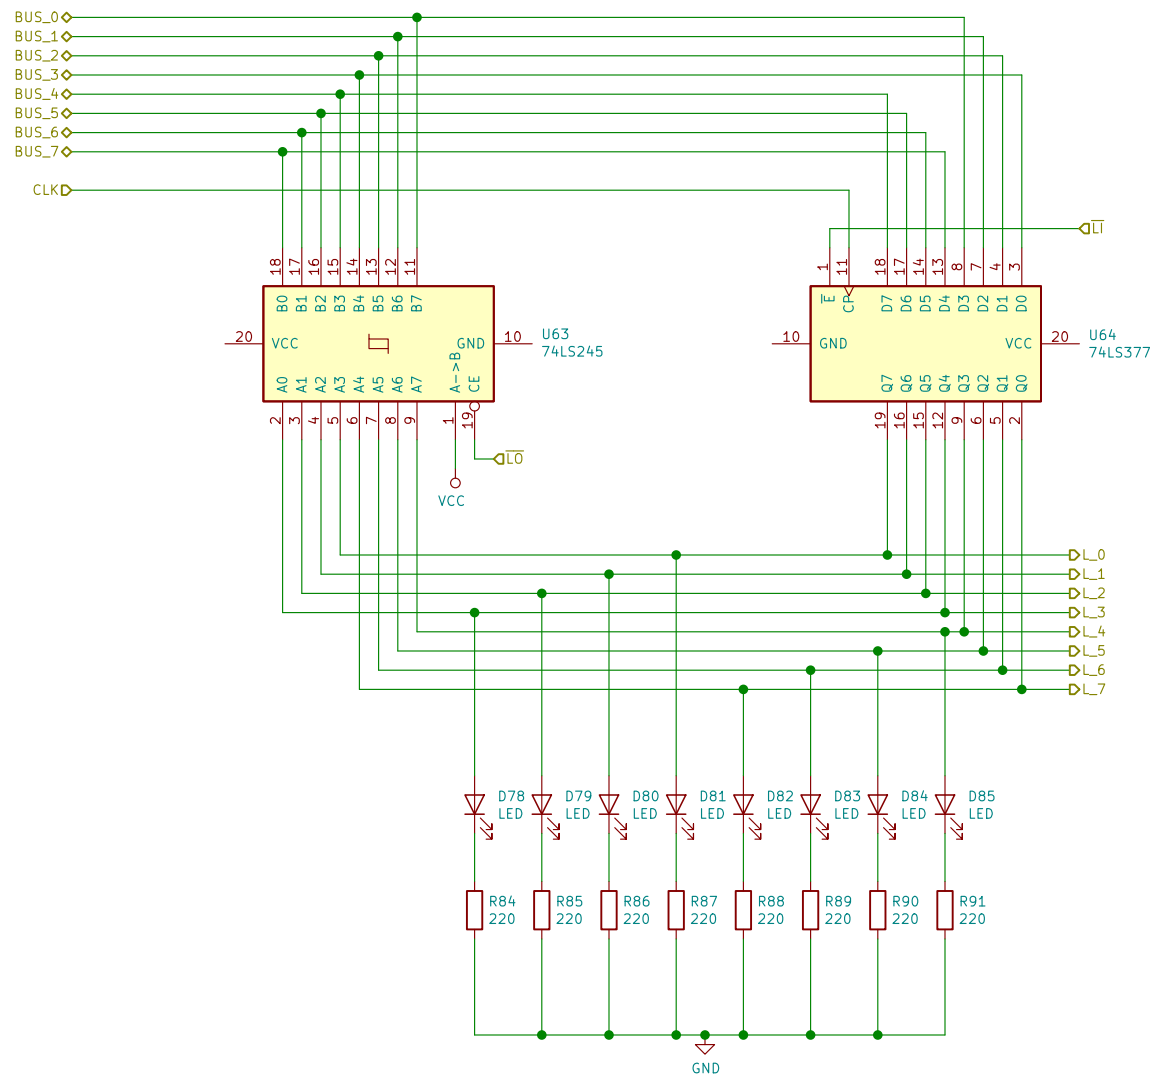 BUS_0
BUS_1
BUS_2
BUS_3
BUS_4
BUS_5
BUS_6
BUS_7
CLK
LI
18 17 16 15 14 13 12 11
1 11 18 17 14 13 8 7 4 3
B0 B1 B2 B3 B4 B5 B6 B7
E CP D7 D6 D5 D4 D3 D2 D1 D0
20 VCC GND 10
U63
74LS245
10 GND VCC 20
U64
74LS377
A0 A1 A2 A3 A4 A5 A6 A7 A->B CE
Q7 Q6 Q5 Q4 Q3 Q2 Q1 Q0
2 3 4 5 6 7 8 9 1 19
19 16 15 12 9 6 5 2
LO
VCC
L_0
L_1
L_2
L_3
L_4
L_5
L_6
L_7
D78 D79 D80 D81 D82 D83 D84 D85
LED LED LED LED LED LED LED LED
R84 R85 R86 R87 R88 R89 R90 R91
220 220 220 220 220 220 220 220
GND